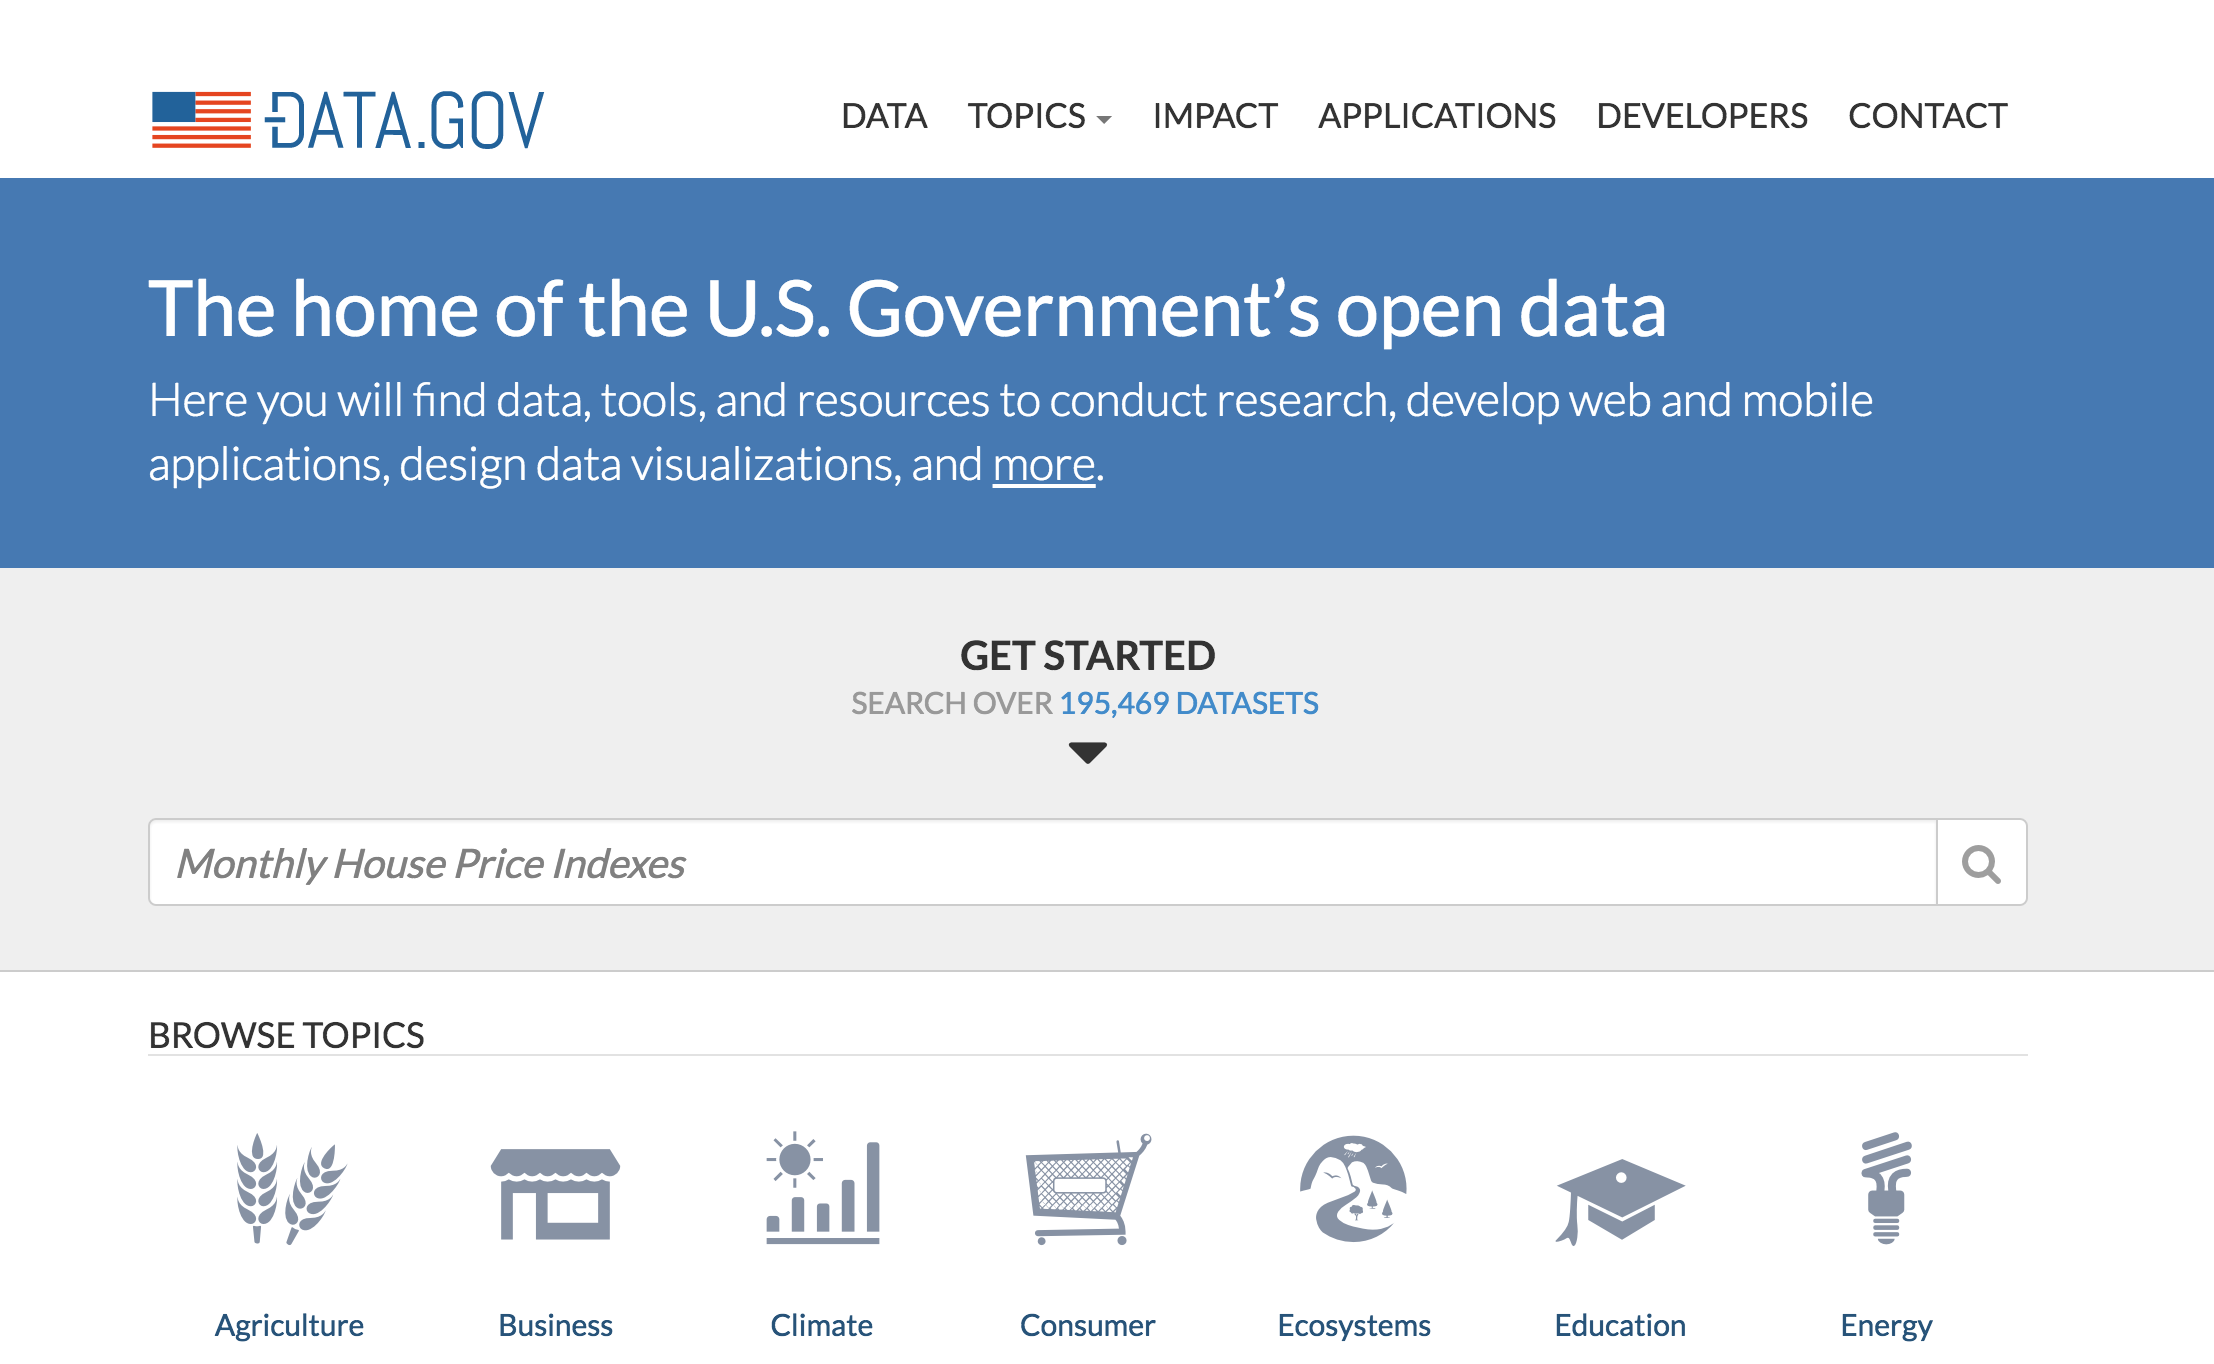 DATA.GOV
DATA TOPICS IMPACT APPLICATIONS DEVELOPERS CONTACT
The home of the U.S. Government’s open data
Here you will find data, tools, and resources to conduct research, develop web and mobile
applications, design data visualizations, and more.
GET STARTED
SEARCH OVER 195,469 DATASETS
Monthly House Price Indexes
BROWSE TOPICS
Agriculture Business Climate Consumer Ecosystems Education Energy